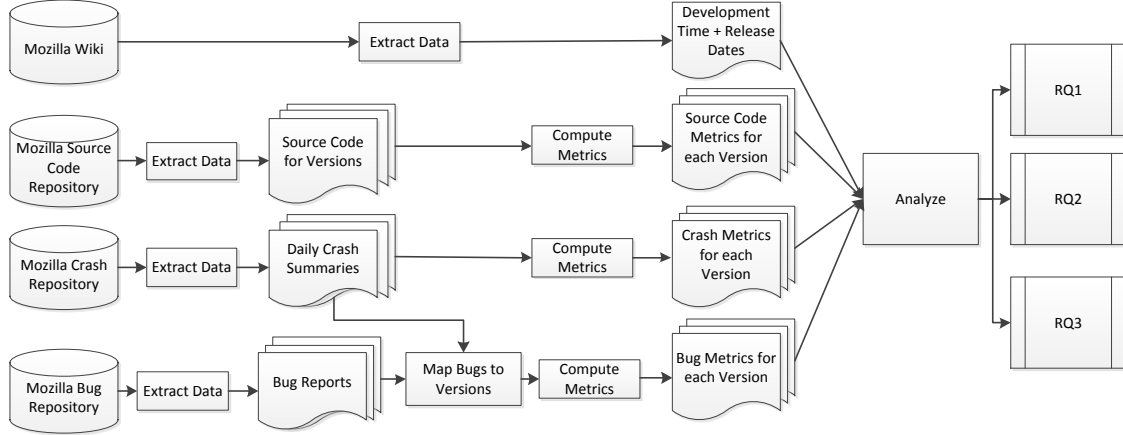 Mozilla Wiki
Extract Data
Development
Time + Release
Dates
Mozilla Source
Code
Repository
Extract Data
Source Code
for Versions
Compute
Metrics
Source Code
Metrics for
each Version
Mozilla Crash
Repository
Extract Data
Daily Crash
Summaries
Compute
Metrics
Crash Metrics
for each
Version
Mozilla Bug
Repository
Extract Data
Bug Reports
Map Bugs to
Versions
Compute
Metrics
Bug Metrics for
each Version
Analyze
RQ1
RQ2
RQ3